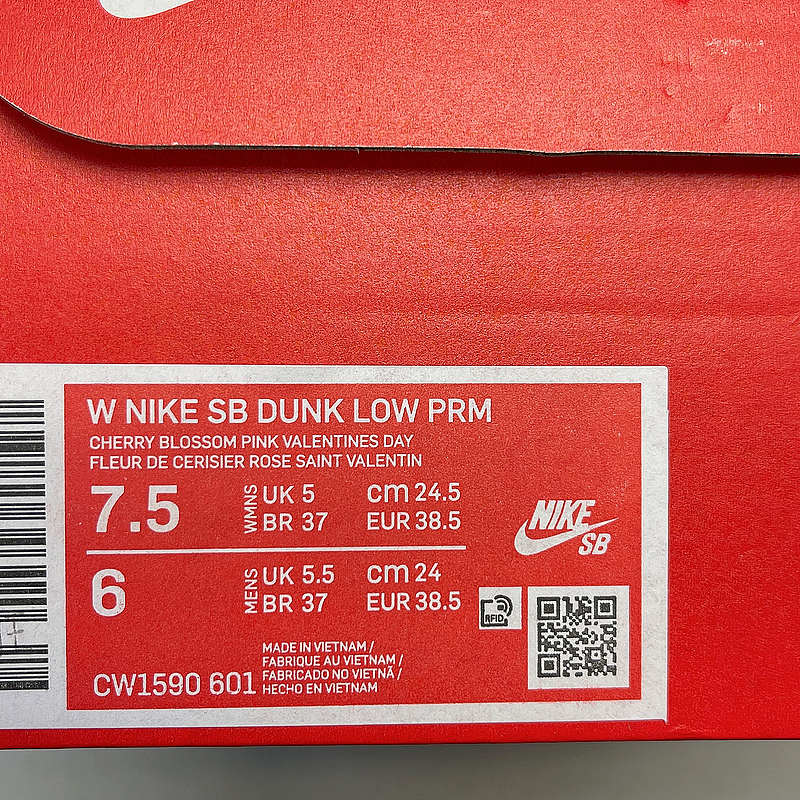 W NIKE SB DUNK LOW PRM
CHERRY BLOSSOM PINK VALENTINES DAY
FLEUR DE CERISIER ROSE SAINT VALENTIN
7.5 WMNS UK 5 cm 24.5
BR 37 EUR 38.5
6 MENS UK 5.5 cm 24
BR 37 EUR 38.5
NIKE
SB
RFID
CW1590 601
MADE IN VIETNAM /
FABRIQUE AU VIETNAM /
FABRICADO NO VIETNÃ /
HECHO EN VIETNAM